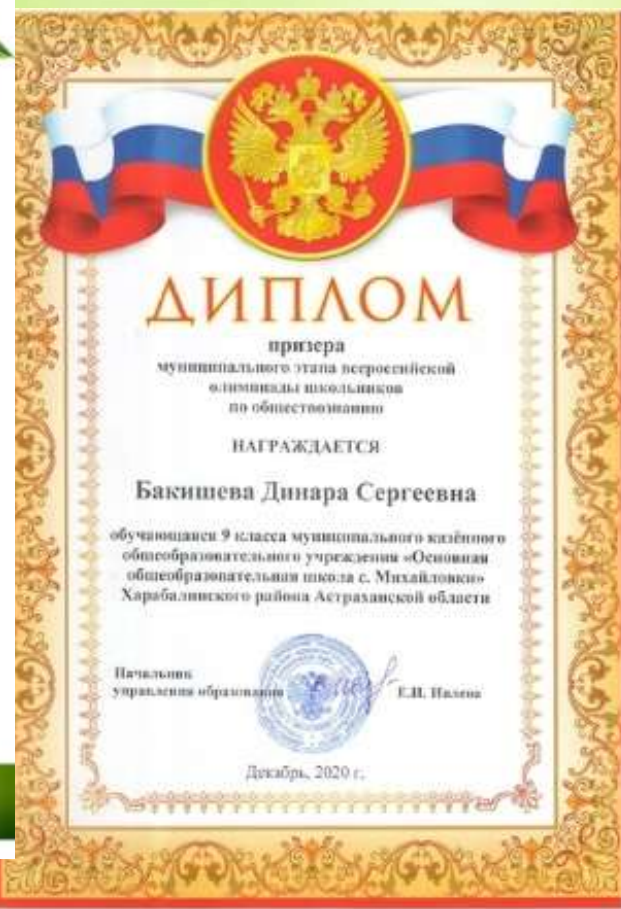 ДИПЛОМ
призера
муниципального этапа всероссийской
олимпиады школьников
по обществознанию
НАГРАЖДАЕТСЯ
Бакишева Динара Сергеевна
обучающаяся 9 класса муниципального казённого
общеобразовательного учреждения «Основная
общеобразовательная школа с. Михайловки»
Харабалинского района Астраханской области
Начальник
управления образования Е.И.
Декабрь, 2020 г.